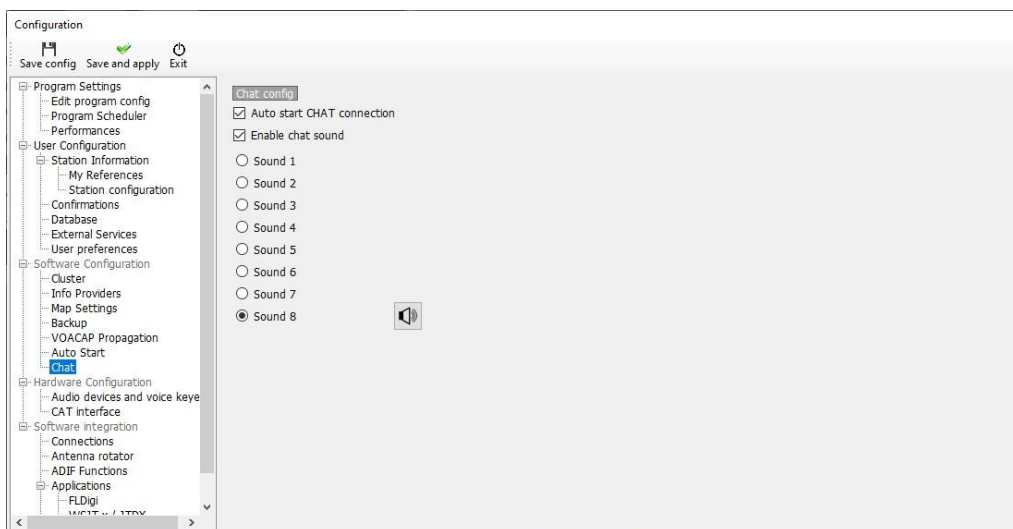 Configuration
Save config Save and apply Exit
Program Settings
Edit program config
Program Scheduler
Performances
User Configuration
Station Information
My References
Station configuration
Confirmations
Database
External Services
User preferences
Software Configuration
Cluster
Info Providers
Map Settings
Backup
VOACAP Propagation
Auto Start
Chat
Hardware Configuration
Audio devices and voice keye
CAT interface
Software integration
Connections
Antenna rotator
ADIF Functions
Applications
FLDigi
WSJT-x / JTDX
Chat config
Auto start CHAT connection
Enable chat sound
Sound 1
Sound 2
Sound 3
Sound 4
Sound 5
Sound 6
Sound 7
Sound 8